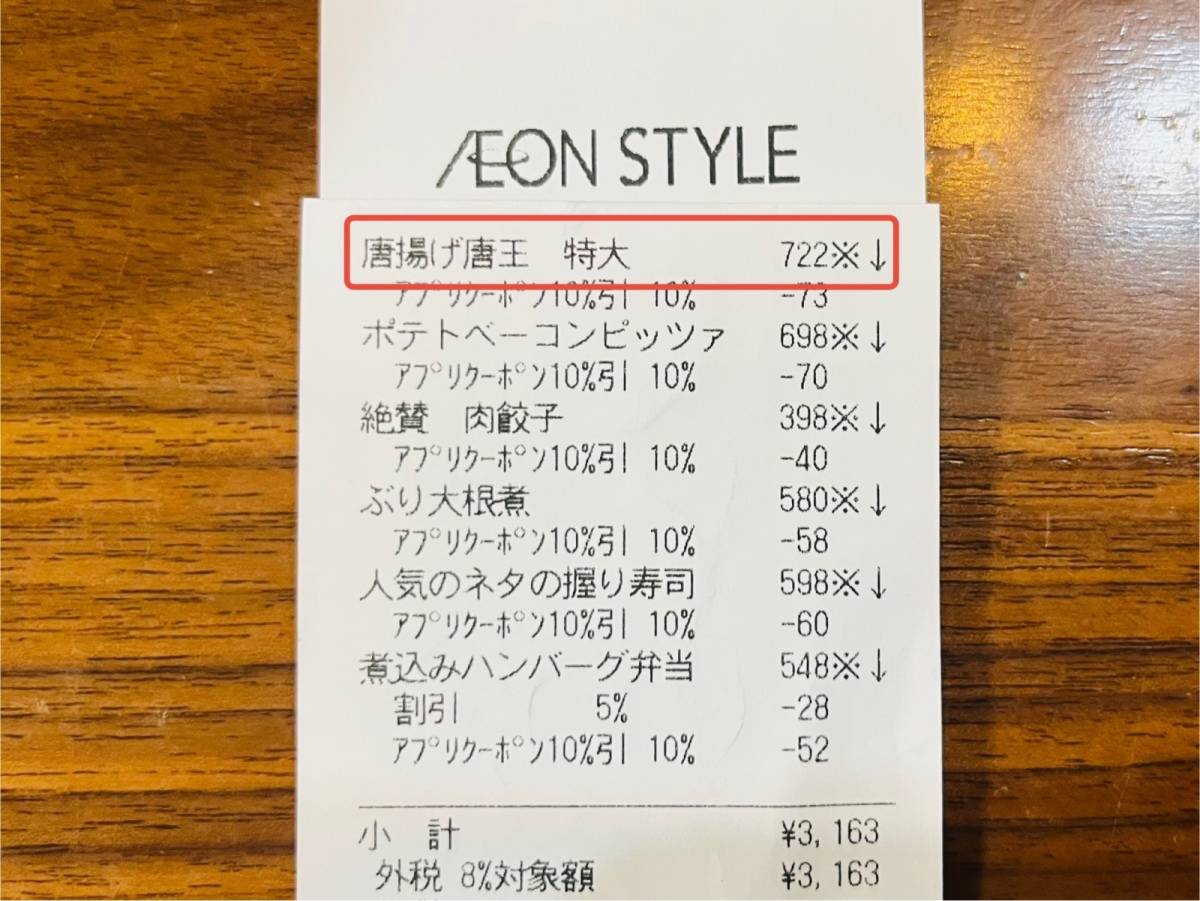 ÆON STYLE
唐揚げ唐王 特大 722※↓
アプリクーポン10%引 10% -73
ポテトベーコンピッツァ 698※↓
アプリクーポン10%引 10% -70
絶賛 肉餃子 398※↓
アプリクーポン10%引 10% -40
ぶり大根煮 580※↓
アプリクーポン10%引 10% -58
人気のネタの握り寿司 598※↓
アプリクーポン10%引 10% -60
煮込みハンバーグ弁当 548※↓
割引 5% -28
アプリクーポン10%引 10% -52
小 計 ¥3,163
外税 8%対象額 ¥3,163